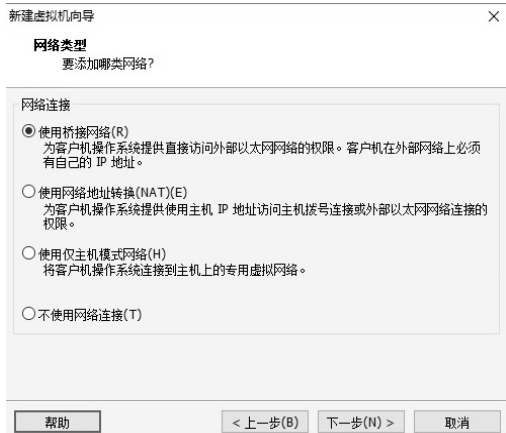 新建虚拟机向导
网络类型
要添加哪类网络?
网络连接
使用桥接网络(R)
为客户机操作系统提供直接访问外部以太网网络的权限。客户机在外部网络上必须
有自己的 IP 地址。
使用网络地址转换(NAT)(E)
为客户机操作系统提供使用主机 IP 地址访问主机拨号连接或外部以太网网络连接的
权限。
使用仅主机模式网络(H)
将客户机操作系统连接到主机上的专用虚拟网络。
不使用网络连接(T)
帮助
< 上一步(B)
下一步(N) >
取消